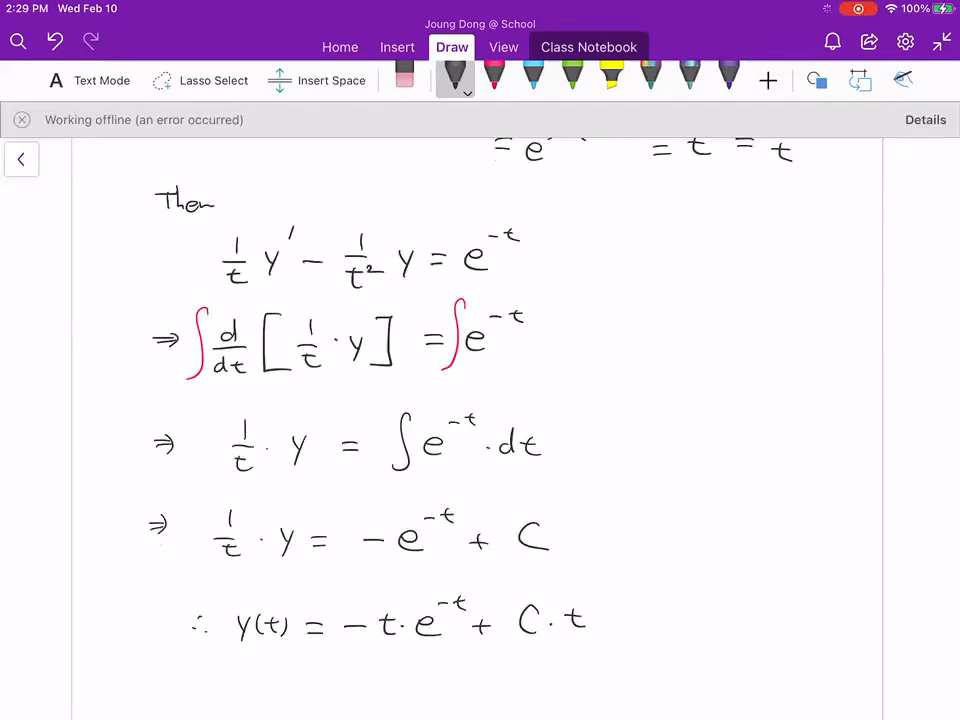 2:29 PM Wed Feb 10 100%
Joung Dong @ School
Home Insert Draw View Class Notebook
A Text Mode Lasso Select Insert Space
Working offline (an error occurred) Details
= e = t = t
Then
1/t y' − 1/t² y = e^{-t}
⇒ ∫ d/dt [ 1/t · y ] = ∫ e^{-t}
⇒ 1/t · y = ∫ e^{-t} · dt
⇒ 1/t · y = − e^{-t} + C
∴ y(t) = − t · e^{-t} + C · t